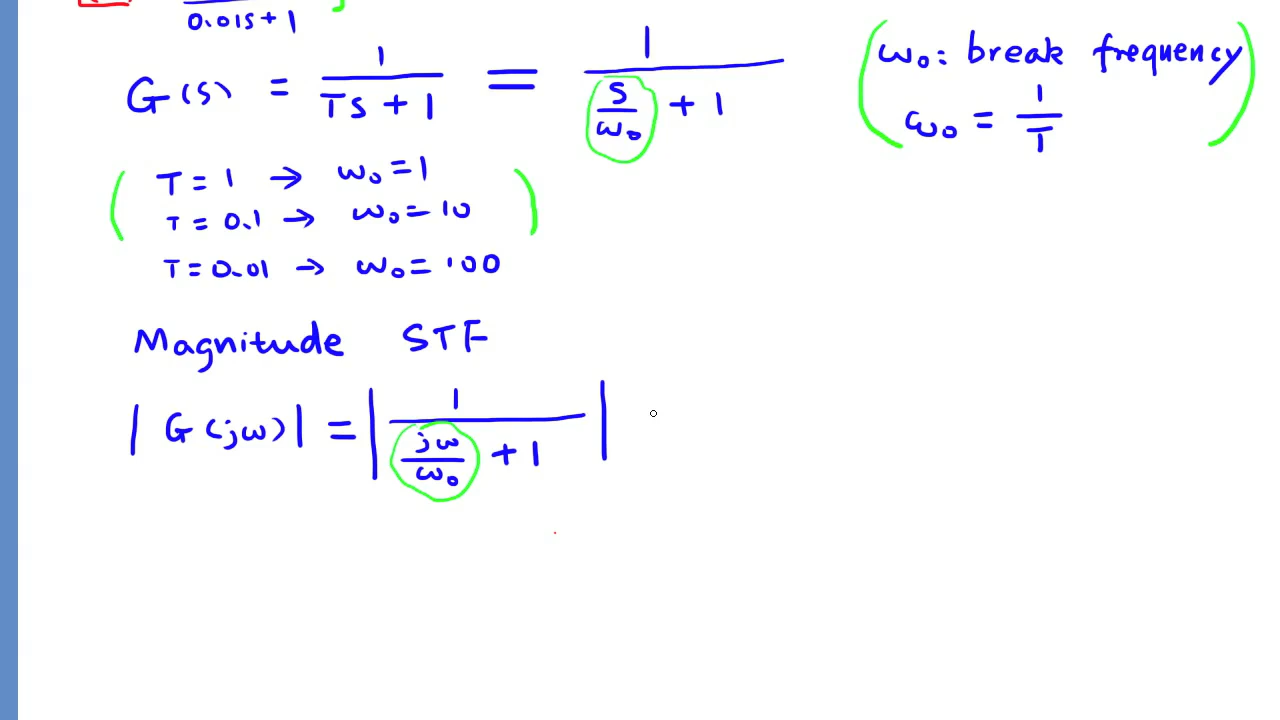 0.01s + 1
G(s) = 1 / (Ts + 1) = 1 / (s/ω₀ + 1)
(ω₀: break frequency
ω₀ = 1/T)
(T = 1 → ω₀ = 1
T = 0.1 → ω₀ = 10)
T = 0.01 → ω₀ = 100
Magnitude STF
|G(jω)| = |1 / (jω/ω₀ + 1)|